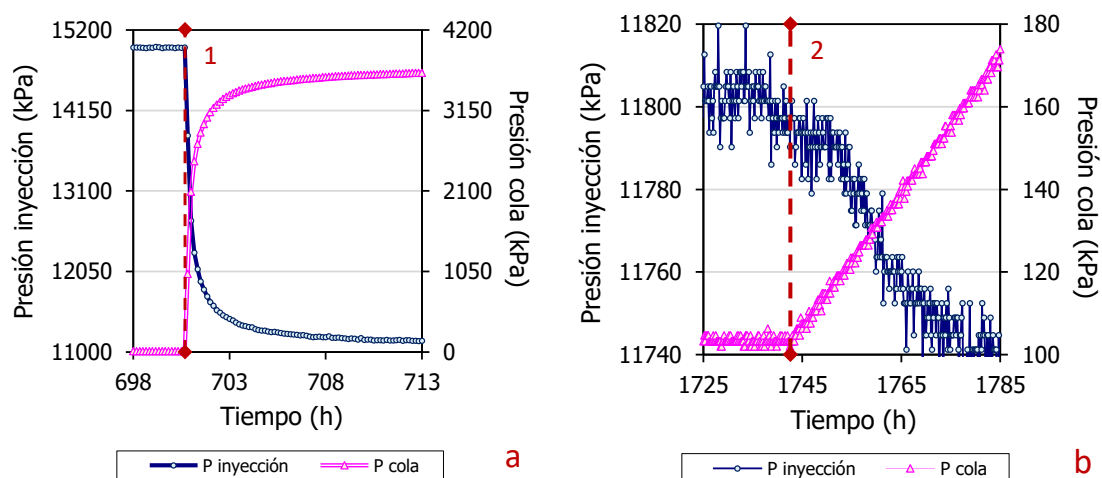 Presión inyección (kPa)
15200
14150
13100
12050
11000
1
4200
3150
2100
1050
0
Presión cola (kPa)
698
703
708
713
Tiempo (h)
P inyección
P cola
a
Presión inyección (kPa)
11820
11800
11780
11760
11740
2
180
160
140
120
100
Presión cola (kPa)
1725
1745
1765
1785
Tiempo (h)
P inyección
P cola
b